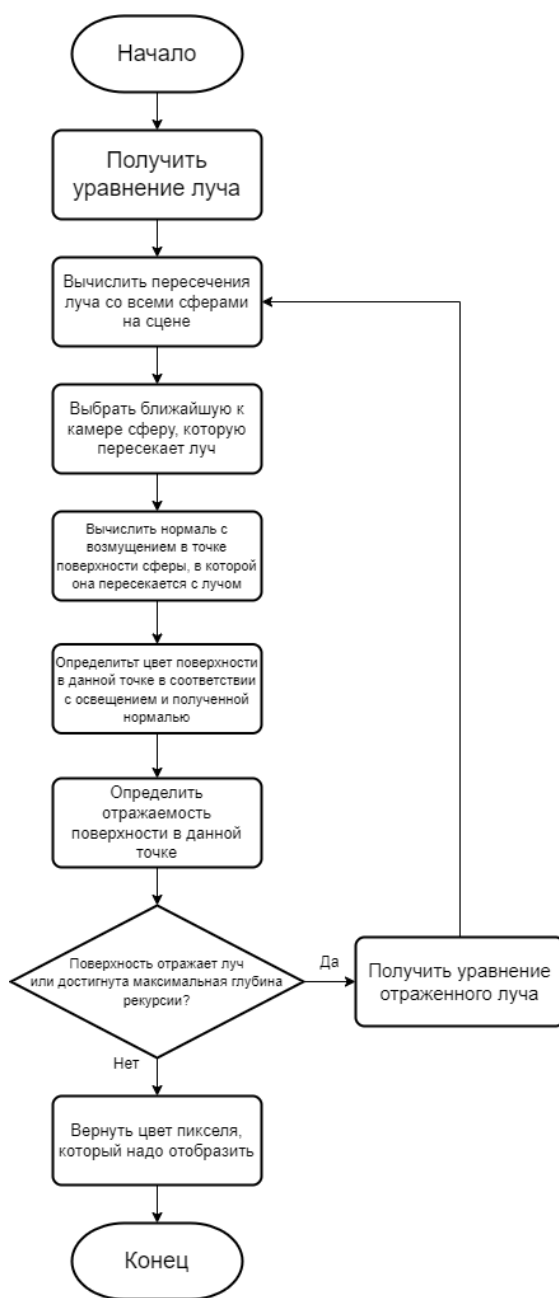 Начало
Получить
уравнение луча
Вычислить пересечения
луча со всеми сферами
на сцене
Выбрать ближайшую к
камере сферу, которую
пересекает луч
Вычислить нормаль с
возмущением в точке
поверхности сферы, в которой
она пересекается с лучом
Определитьт цвет поверхности
в данной точке в соответствии
с освещением и полученной
нормалью
Определить
отражаемость
поверхности в данной
точке
Поверхность отражает луч
или достигнута максимальная глубина
рекурсии?
Да
Получить уравнение
отраженного луча
Нет
Вернуть цвет пикселя,
который надо отобразить
Конец